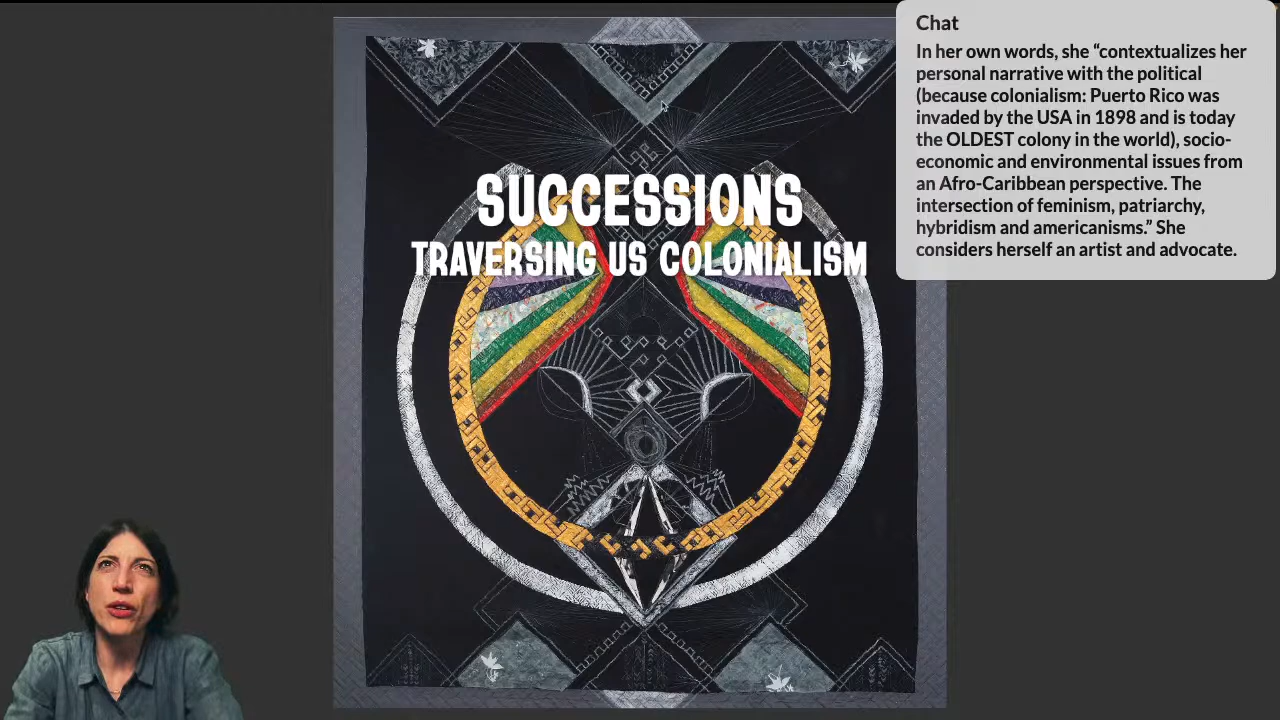 Chat
In her own words, she “contextualizes her
personal narrative with the political
(because colonialism: Puerto Rico was
invaded by the USA in 1898 and is today
the OLDEST colony in the world), socio-
economic and environmental issues from
an Afro-Caribbean perspective. The
intersection of feminism, patriarchy,
hybridism and americanisms.” She
considers herself an artist and advocate.
SUCCESSIONS
TRAVERSING US COLONIALISM